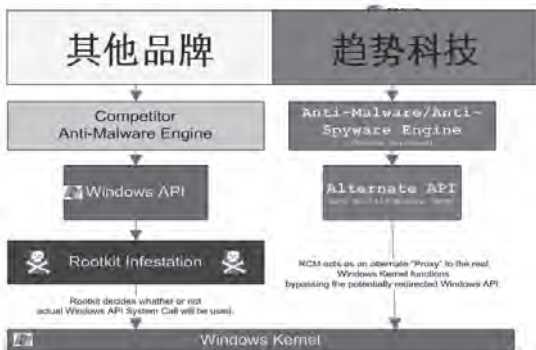 其他品牌
趋势科技
Competitor
Anti-Malware Engine
Anti-Malware/Anti-
Spyware Engine
Windows API
Alternate API
Rootkit Infestation
RCM acts as an alternate "Proxy" to the real
Windows Kernel functions
bypassing the potentially redirected Windows API.
Rootkit decides whether or not
actual Windows API System Call will be used.
Windows Kernel